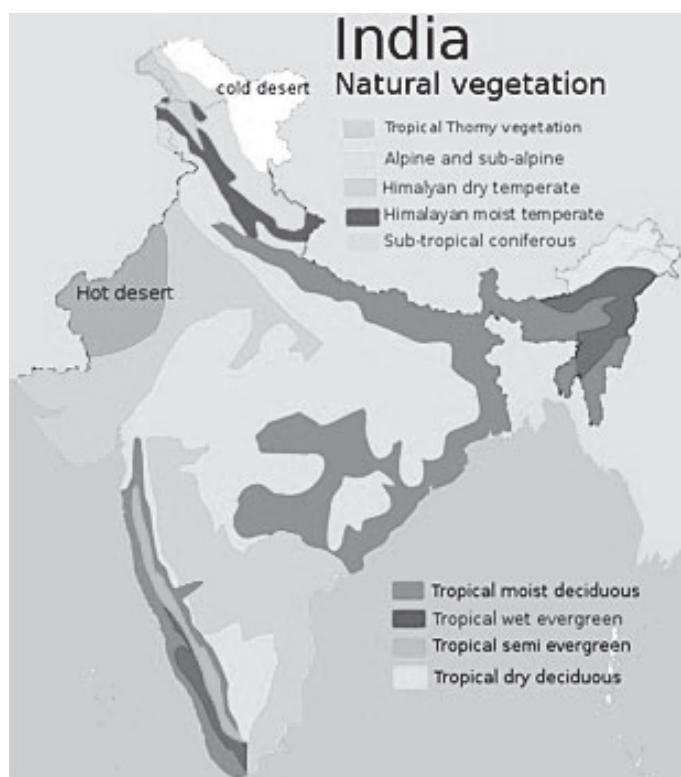 India
Natural vegetation
cold desert
Tropical Thorny vegetation
Alpine and sub-alpine
Himalyan dry temperate
Himalayan moist temperate
Sub-tropical coniferous
Hot desert
Tropical moist deciduous
Tropical wet evergreen
Tropical semi evergreen
Tropical dry deciduous